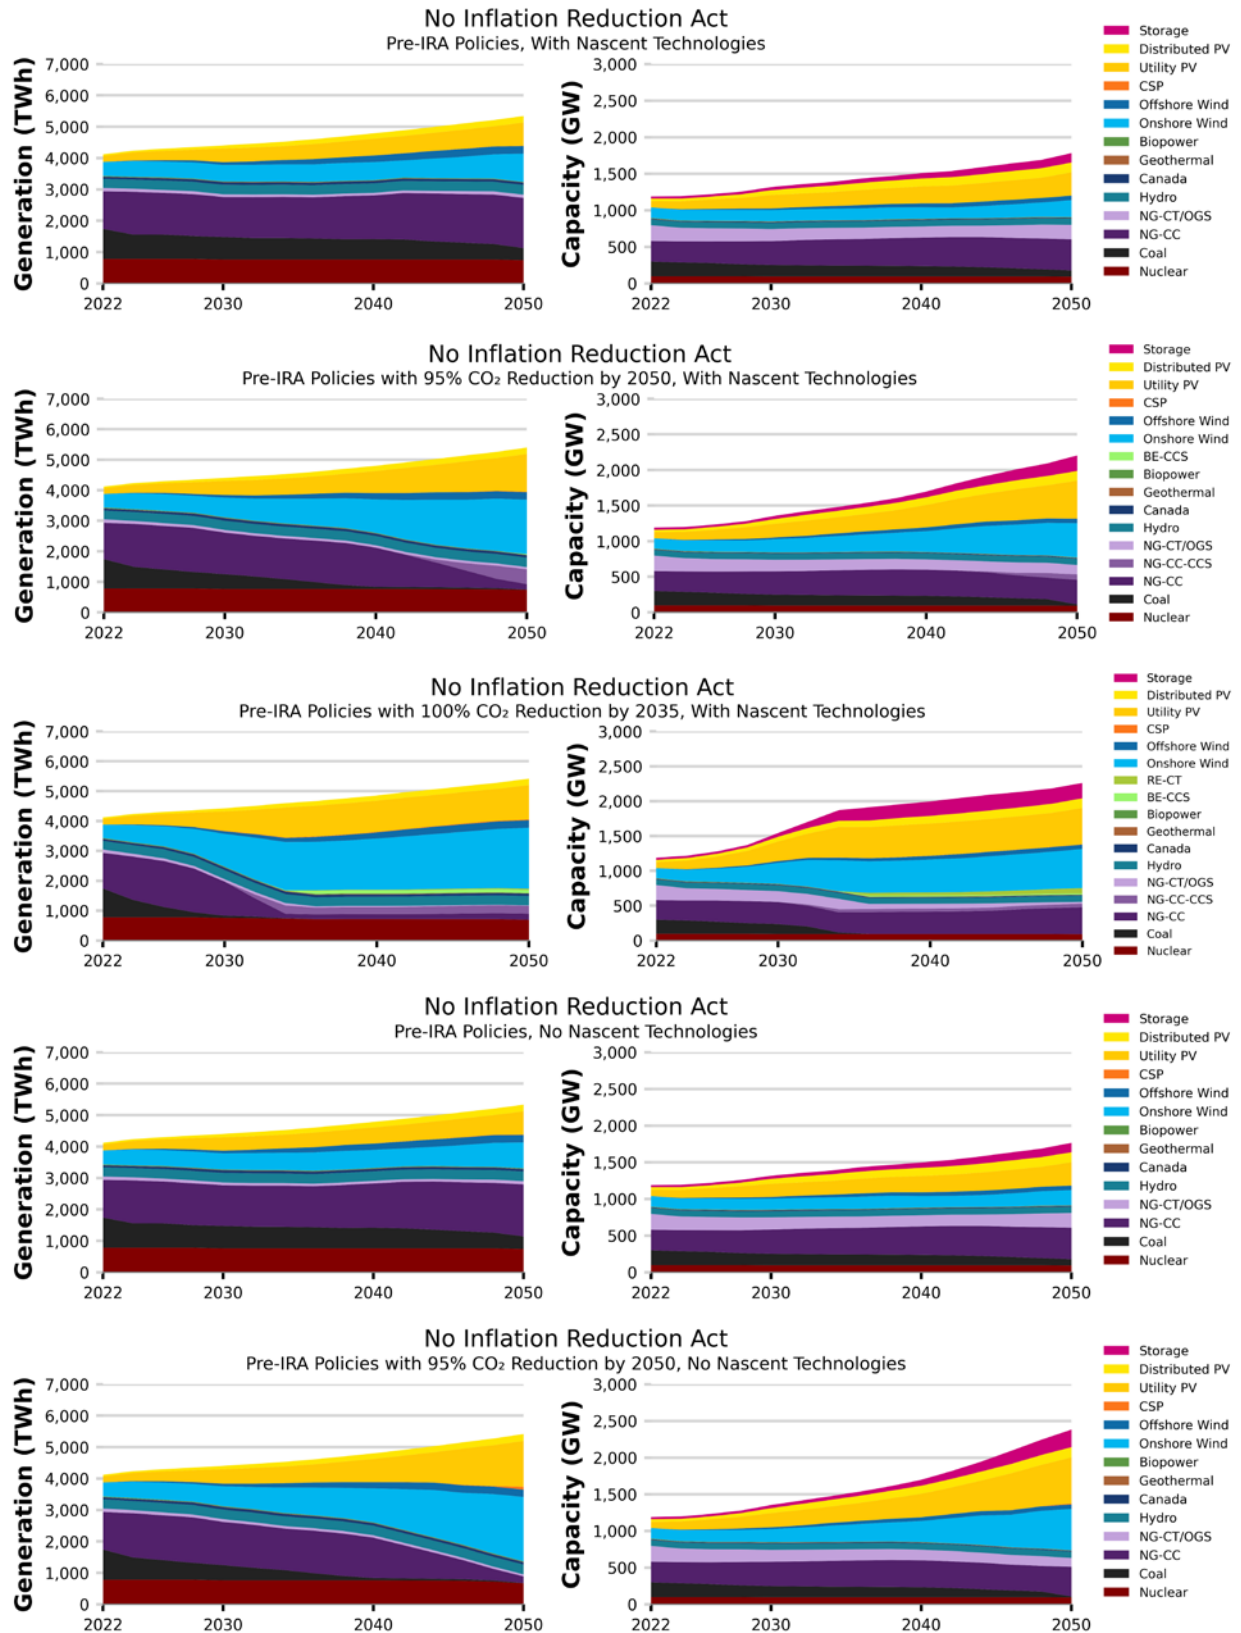 No Inflation Reduction Act
Pre-IRA Policies, With Nascent Technologies
Generation (TWh)
7,000
6,000
5,000
4,000
3,000
2,000
1,000
0
2022
2030
2040
2050
Capacity (GW)
3,000
2,500
2,000
1,500
1,000
500
0
2022
2030
2040
2050
Storage
Distributed PV
Utility PV
CSP
Offshore Wind
Onshore Wind
Biopower
Geothermal
Canada
Hydro
NG-CT/OGS
NG-CC
Coal
Nuclear
No Inflation Reduction Act
Pre-IRA Policies with 95% CO₂ Reduction by 2050, With Nascent Technologies
Generation (TWh)
7,000
6,000
5,000
4,000
3,000
2,000
1,000
0
2022
2030
2040
2050
Capacity (GW)
3,000
2,500
2,000
1,500
1,000
500
0
2022
2030
2040
2050
Storage
Distributed PV
Utility PV
CSP
Offshore Wind
Onshore Wind
BE-CCS
Biopower
Geothermal
Canada
Hydro
NG-CT/OGS
NG-CC-CCS
NG-CC
Coal
Nuclear
No Inflation Reduction Act
Pre-IRA Policies with 100% CO₂ Reduction by 2035, With Nascent Technologies
Generation (TWh)
7,000
6,000
5,000
4,000
3,000
2,000
1,000
0
2022
2030
2040
2050
Capacity (GW)
3,000
2,500
2,000
1,500
1,000
500
0
2022
2030
2040
2050
Storage
Distributed PV
Utility PV
CSP
Offshore Wind
Onshore Wind
RE-CT
BE-CCS
Biopower
Geothermal
Canada
Hydro
NG-CT/OGS
NG-CC-CCS
NG-CC
Coal
Nuclear
No Inflation Reduction Act
Pre-IRA Policies, No Nascent Technologies
Generation (TWh)
7,000
6,000
5,000
4,000
3,000
2,000
1,000
0
2022
2030
2040
2050
Capacity (GW)
3,000
2,500
2,000
1,500
1,000
500
0
2022
2030
2040
2050
Storage
Distributed PV
Utility PV
CSP
Offshore Wind
Onshore Wind
Biopower
Geothermal
Canada
Hydro
NG-CT/OGS
NG-CC
Coal
Nuclear
No Inflation Reduction Act
Pre-IRA Policies with 95% CO₂ Reduction by 2050, No Nascent Technologies
Generation (TWh)
7,000
6,000
5,000
4,000
3,000
2,000
1,000
0
2022
2030
2040
2050
Capacity (GW)
3,000
2,500
2,000
1,500
1,000
500
0
2022
2030
2040
2050
Storage
Distributed PV
Utility PV
CSP
Offshore Wind
Onshore Wind
Biopower
Geothermal
Canada
Hydro
NG-CT/OGS
NG-CC
Coal
Nuclear